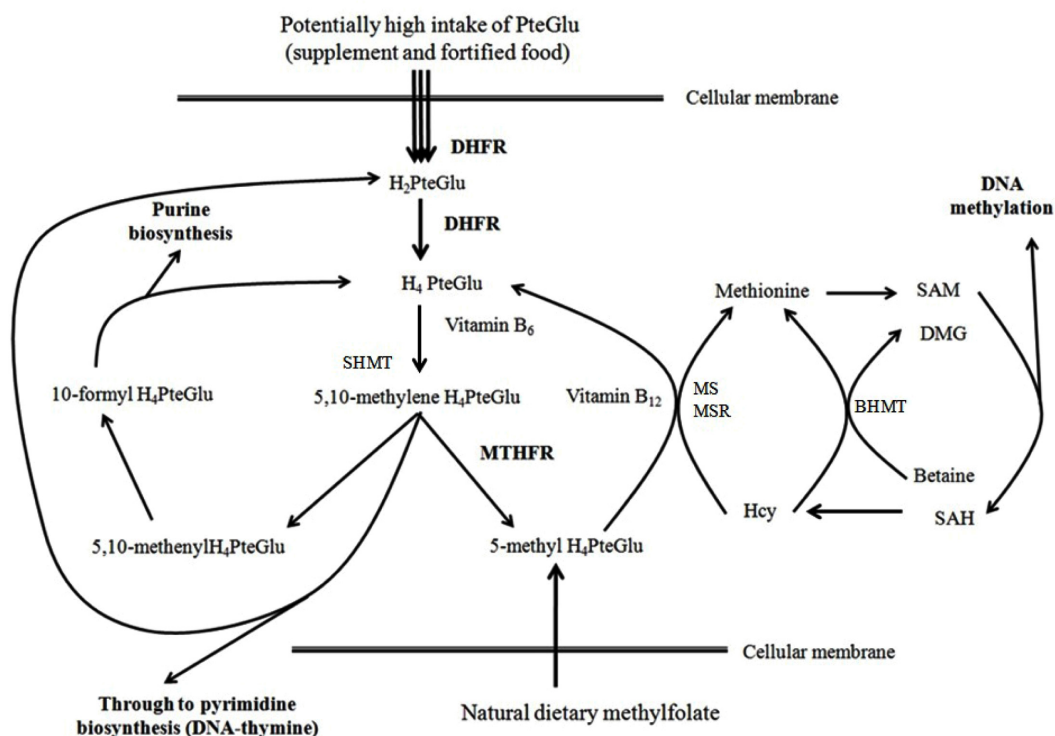 Potentially high intake of PteGlu
(supplement and fortified food)
Cellular membrane
DHFR
H₂PteGlu
DNA
methylation
Purine
biosynthesis
DHFR
H₄ PteGlu
Methionine
SAM
Vitamin B₆
DMG
SHMT
10-formyl H₄PteGlu
5,10-methylene H₄PteGlu
Vitamin B₁₂
MS
MSR
BHMT
MTHFR
Betaine
Hcy
SAH
5,10-methenylH₄PteGlu
5-methyl H₄PteGlu
Cellular membrane
Through to pyrimidine
biosynthesis (DNA-thymine)
Natural dietary methylfolate